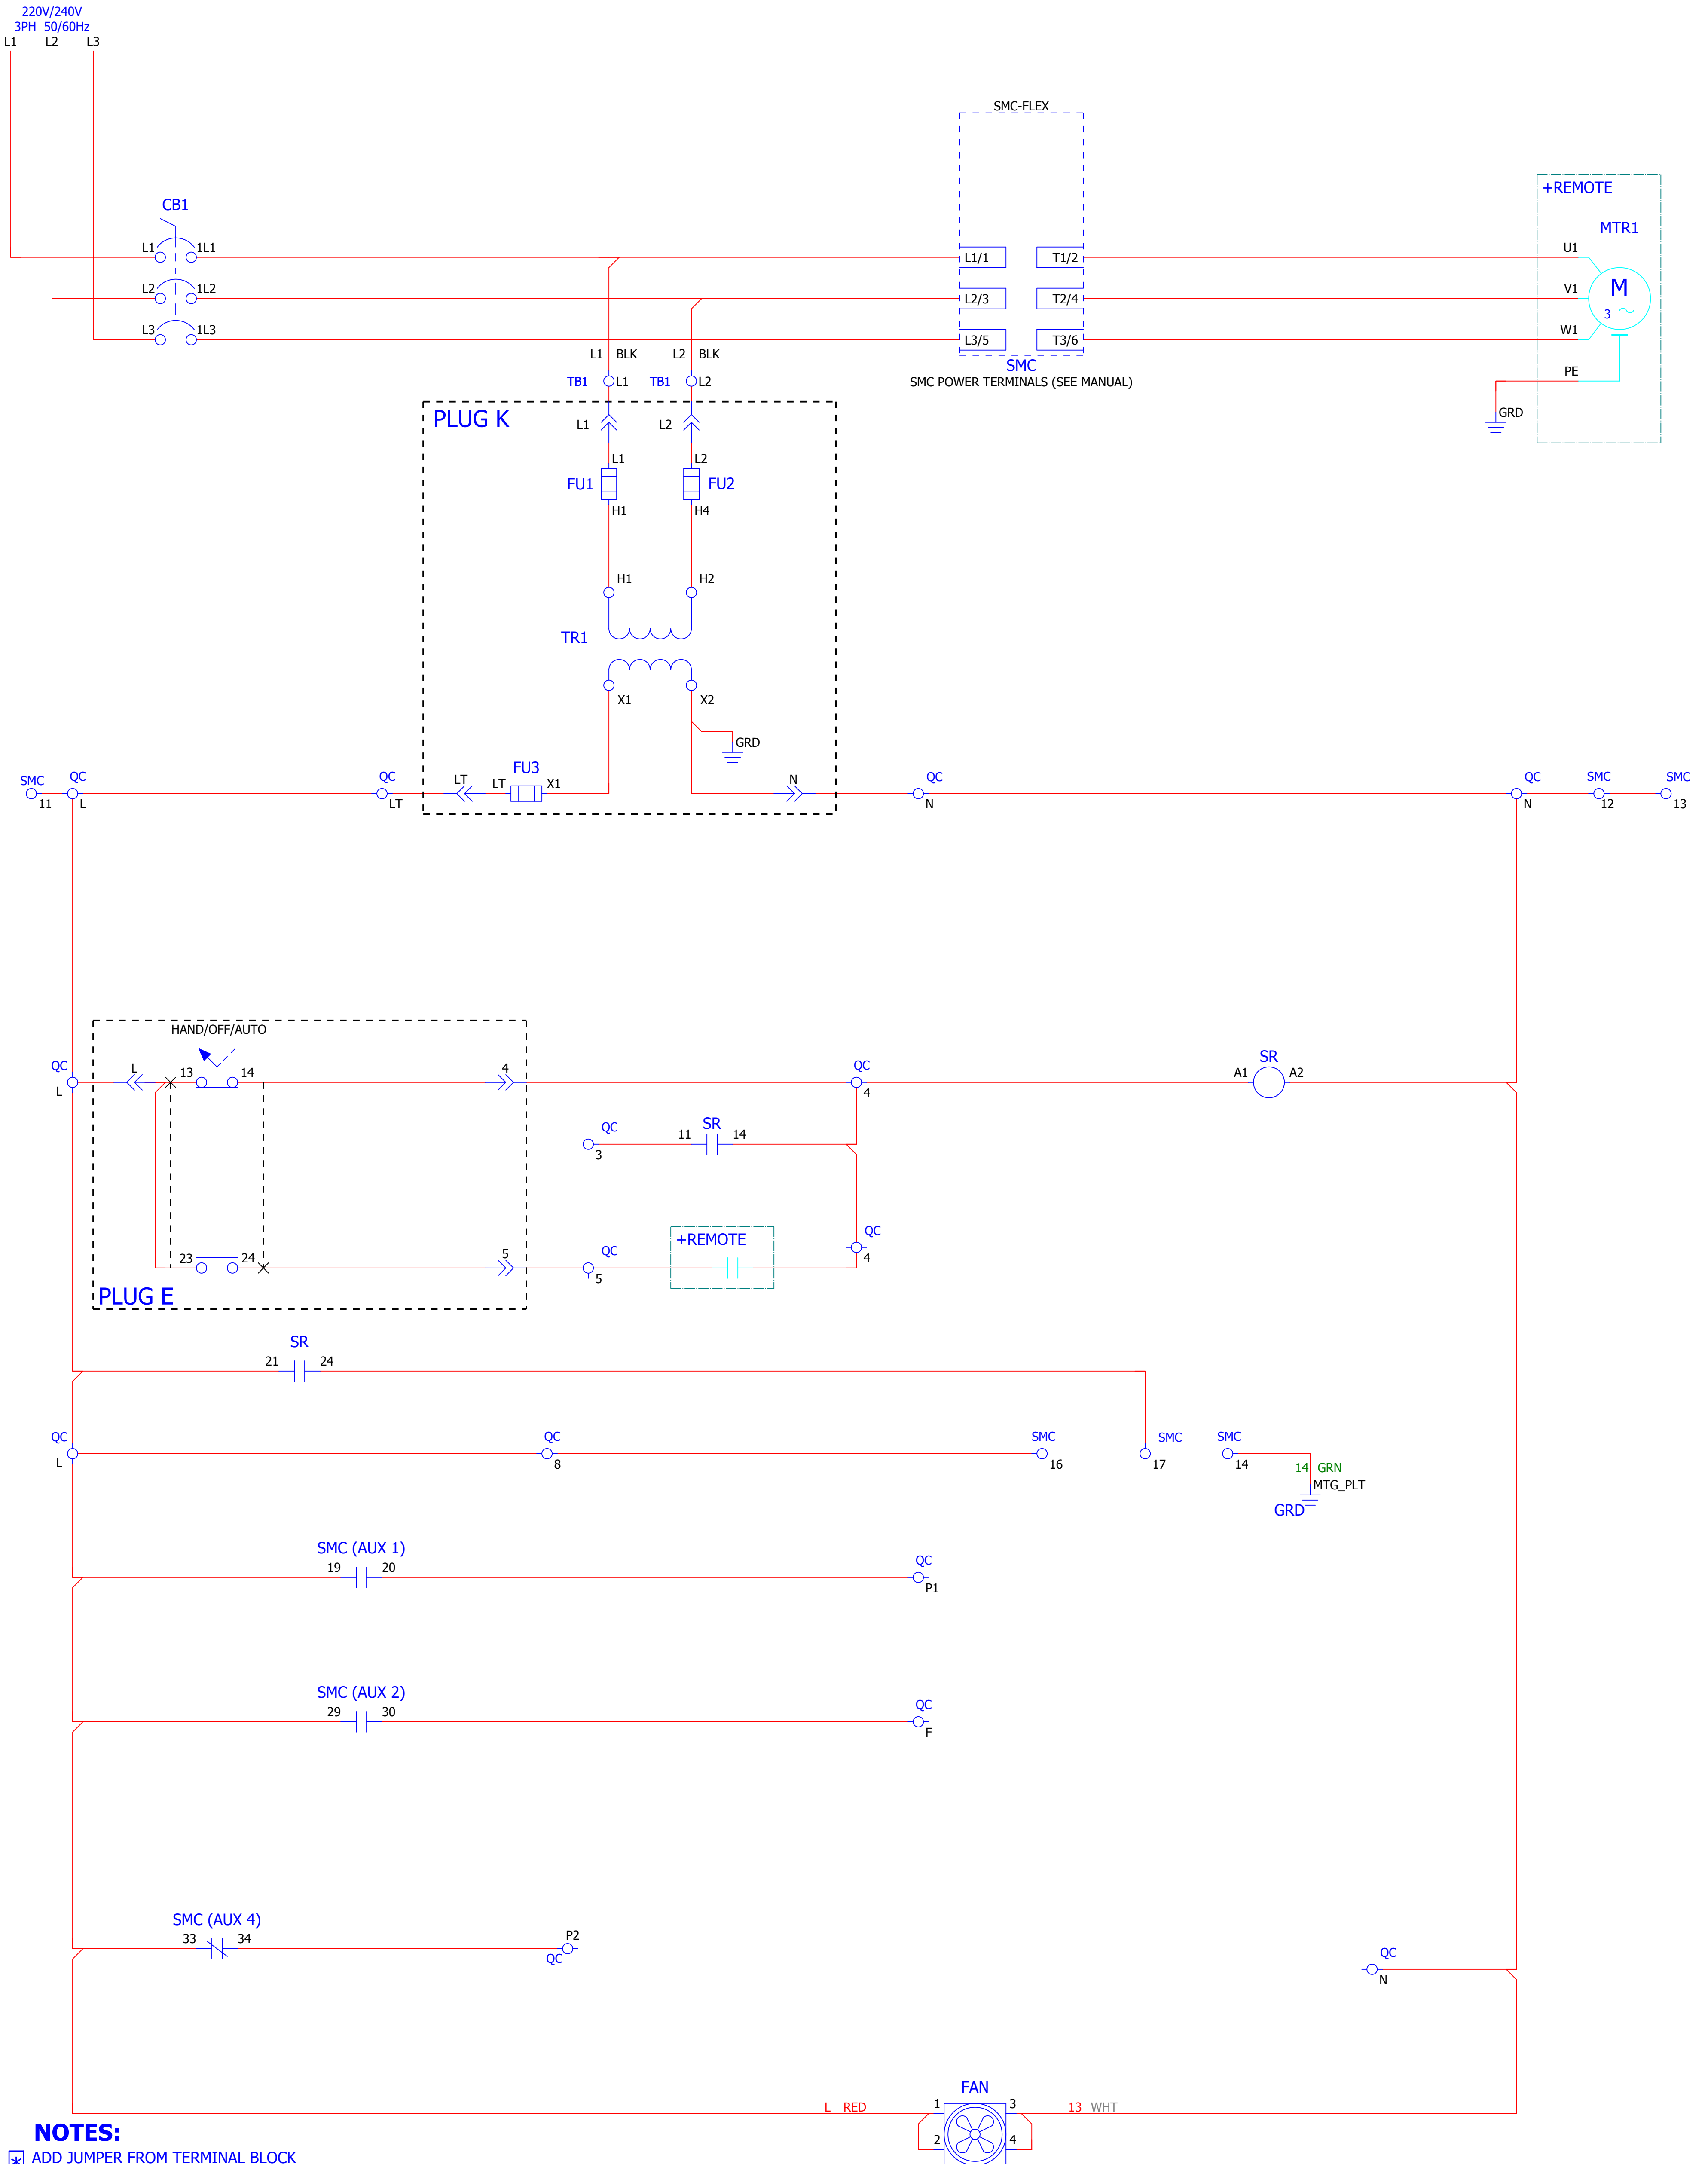 220V/240V
3PH 50/60Hz
L1 L2 L3
SMC-FLEX
+REMOTE
CB1
MTR1
L1 1L1 L1/1 T1/2 U1
L2 1L2 L2/3 T2/4 V1
M
3
L3 1L3 L3/5 T3/6 W1
L1 BLK L2 BLK
SMC
SMC POWER TERMINALS (SEE MANUAL)
PE
TB1 L1 TB1 L2
GRD
PLUG K
L1 L2
L1 L2
FU1 FU2
H1 H4
H1 H2
TR1
X1 X2
GRD
SMC QC QC LT LT FU3 X1 N QC QC SMC SMC
11 L LT N N 12 13
HAND/OFF/AUTO
QC L 13 14 4 QC A1 SR A2
L 4
QC 11 SR 14
3
23 24 5 QC +REMOTE QC
5 4
PLUG E
SR
21 24
QC QC SMC SMC SMC
L 8 16 17 14
14 GRN
MTG_PLT
GRD
SMC (AUX 1)
19 20 QC
P1
SMC (AUX 2)
29 30 QC
F
SMC (AUX 4)
33 34 P2
QC
QC
N
FAN
L RED 1 3 13 WHT
2 4
NOTES:
* ADD JUMPER FROM TERMINAL BLOCK